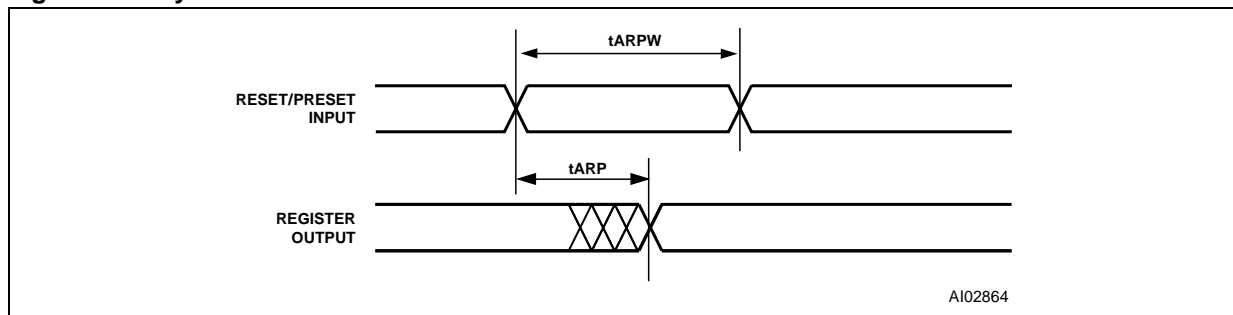 tARPW
RESET/PRESET
INPUT
tARP
REGISTER
OUTPUT
AI02864